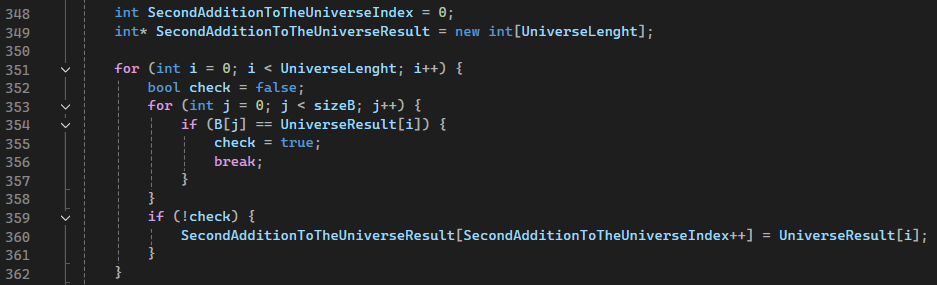 348 int SecondAdditionToTheUniverseIndex = 0;
349 int* SecondAdditionToTheUniverseResult = new int[UniverseLenght];
350
351 for (int i = 0; i < UniverseLenght; i++) {
352 bool check = false;
353 for (int j = 0; j < sizeB; j++) {
354 if (B[j] == UniverseResult[i]) {
355 check = true;
356 break;
357 }
358 }
359 if (!check) {
360 SecondAdditionToTheUniverseResult[SecondAdditionToTheUniverseIndex++] = UniverseResult[i];
361 }
362 }